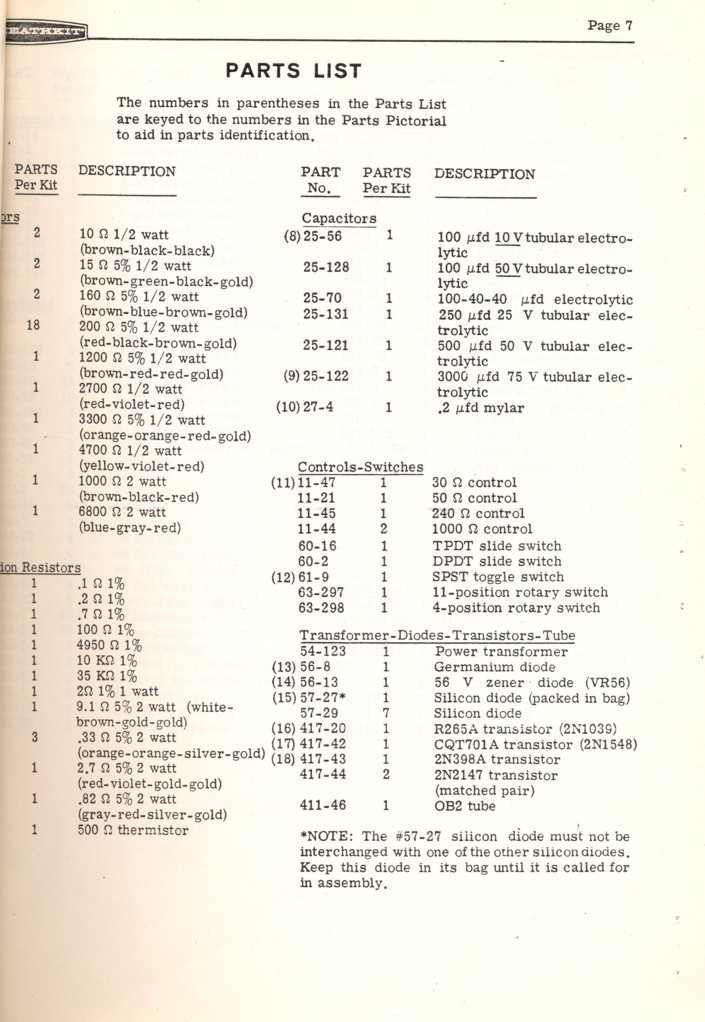 HEATHKIT
Page 7
PARTS LIST
The numbers in parentheses in the Parts List
are keyed to the numbers in the Parts Pictorial
to aid in parts identification.
PARTS DESCRIPTION
Per Kit
ors
2 10 Ω 1/2 watt
(brown-black-black)
2 15 Ω 5% 1/2 watt
(brown-green-black-gold)
2 160 Ω 5% 1/2 watt
(brown-blue-brown-gold)
18 200 Ω 5% 1/2 watt
(red-black-brown-gold)
1 1200 Ω 5% 1/2 watt
(brown-red-red-gold)
1 2700 Ω 1/2 watt
(red-violet-red)
1 3300 Ω 5% 1/2 watt
(orange-orange-red-gold)
1 4700 Ω 1/2 watt
(yellow-violet-red)
1 1000 Ω 2 watt
(brown-black-red)
1 6800 Ω 2 watt
(blue-gray-red)
ion Resistors
1 .1 Ω 1%
1 .2 Ω 1%
1 .7 Ω 1%
1 100 Ω 1%
1 4950 Ω 1%
1 10 KΩ 1%
1 35 KΩ 1%
1 2Ω 1% 1 watt
1 9.1 Ω 5% 2 watt (white-
brown-gold-gold)
3 .33 Ω 5% 2 watt
(orange-orange-silver-gold)
1 2.7 Ω 5% 2 watt
(red-violet-gold-gold)
1 .82 Ω 5% 2 watt
(gray-red-silver-gold)
1 500 Ω thermistor
PART PARTS DESCRIPTION
No. Per Kit
Capacitors
(8) 25-56 1 100 μfd 10 V tubular electro-
lytic
25-128 1 100 μfd 50 V tubular electro-
lytic
25-70 1 100-40-40 μfd electrolytic
25-131 1 250 μfd 25 V tubular elec-
trolytic
25-121 1 500 μfd 50 V tubular elec-
trolytic
(9) 25-122 1 3000 μfd 75 V tubular elec-
trolytic
(10) 27-4 1 .2 μfd mylar
Controls-Switches
(11) 11-47 1 30 Ω control
11-21 1 50 Ω control
11-45 1 240 Ω control
11-44 2 1000 Ω control
60-16 1 TPDT slide switch
60-2 1 DPDT slide switch
(12) 61-9 1 SPST toggle switch
63-297 1 11-position rotary switch
63-298 1 4-position rotary switch
Transformer-Diodes-Transistors-Tube
54-123 1 Power transformer
(13) 56-8 1 Germanium diode
(14) 56-13 1 56 V zener diode (VR56)
(15) 57-27* 1 Silicon diode (packed in bag)
57-29 7 Silicon diode
(16) 417-20 1 R265A transistor (2N1039)
(17) 417-42 1 CQT701A transistor (2N1548)
(18) 417-43 1 2N398A transistor
417-44 2 2N2147 transistor
(matched pair)
411-46 1 OB2 tube
*NOTE: The #57-27 silicon diode must not be
interchanged with one of the other silicon diodes.
Keep this diode in its bag until it is called for
in assembly.